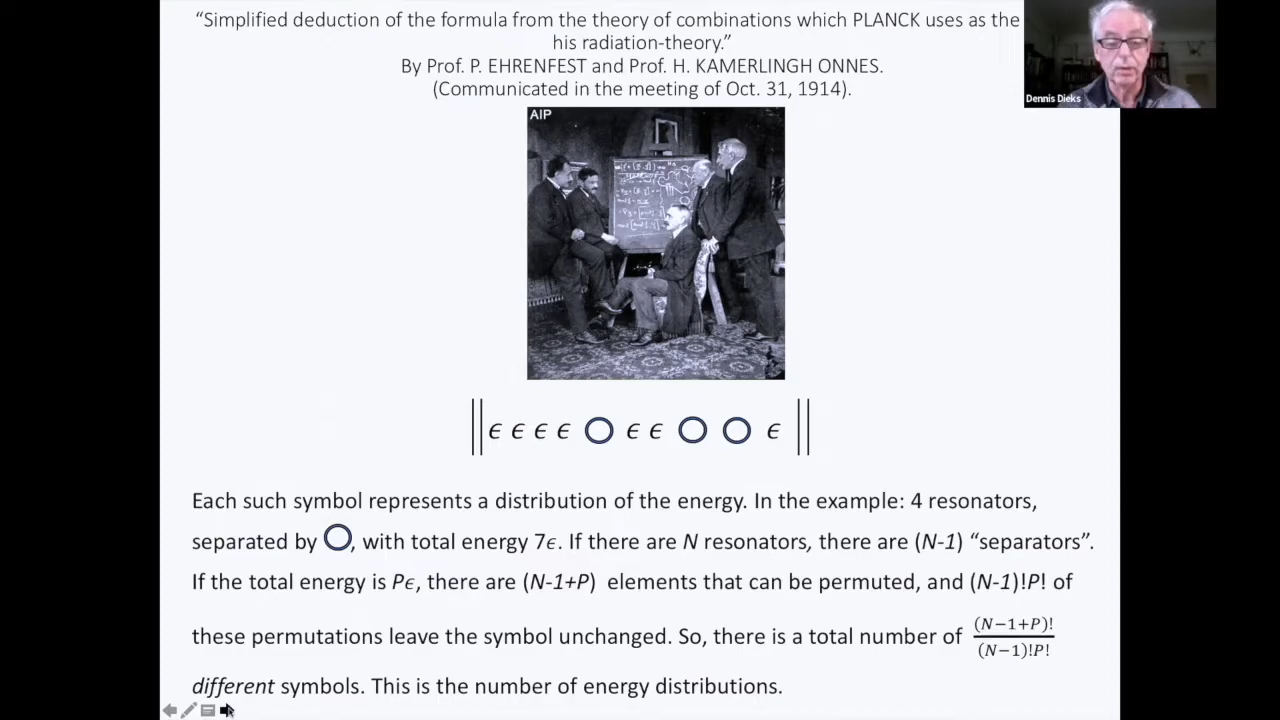 “Simplified deduction of the formula from the theory of combinations which PLANCK uses as the
his radiation-theory.”
By Prof. P. EHRENFEST and Prof. H. KAMERLINGH ONNES.
(Communicated in the meeting of Oct. 31, 1914).
Dennis Dieks
AIP
‖ϵ ϵ ϵ ϵ O ϵ ϵ O O ϵ ‖
Each such symbol represents a distribution of the energy. In the example: 4 resonators,
separated by O, with total energy 7ϵ. If there are N resonators, there are (N-1) “separators”.
If the total energy is Pϵ, there are (N-1+P) elements that can be permuted, and (N-1)!P! of
these permutations leave the symbol unchanged. So, there is a total number of (N−1+P)!/(N−1)!P!
different symbols. This is the number of energy distributions.